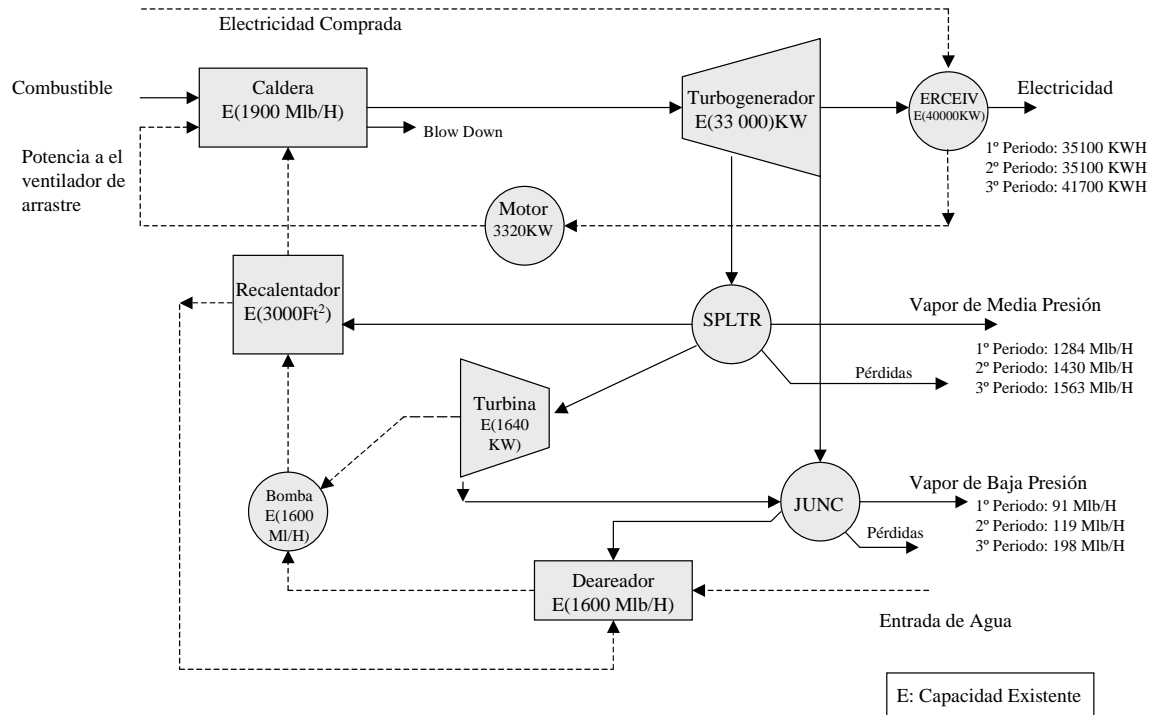 Electricidad Comprada
Combustible
Caldera
E(1900 Mlb/H)
Blow Down
Turbogenerador
E(33 000)KW
ERCEIV
E(40000KW)
Electricidad
1º Periodo: 35100 KWH
2º Periodo: 35100 KWH
3º Periodo: 41700 KWH
Potencia a el
ventilador de
arrastre
Motor
3320KW
Recalentador
E(3000Ft²)
SPLTR
Vapor de Media Presión
1º Periodo: 1284 Mlb/H
2º Periodo: 1430 Mlb/H
3º Periodo: 1563 Mlb/H
Pérdidas
Turbina
E(1640
KW)
Bomba
E(1600
Ml/H)
JUNC
Vapor de Baja Presión
1º Periodo: 91 Mlb/H
2º Periodo: 119 Mlb/H
3º Periodo: 198 Mlb/H
Pérdidas
Deareador
E(1600 Mlb/H)
Entrada de Agua
E: Capacidad Existente